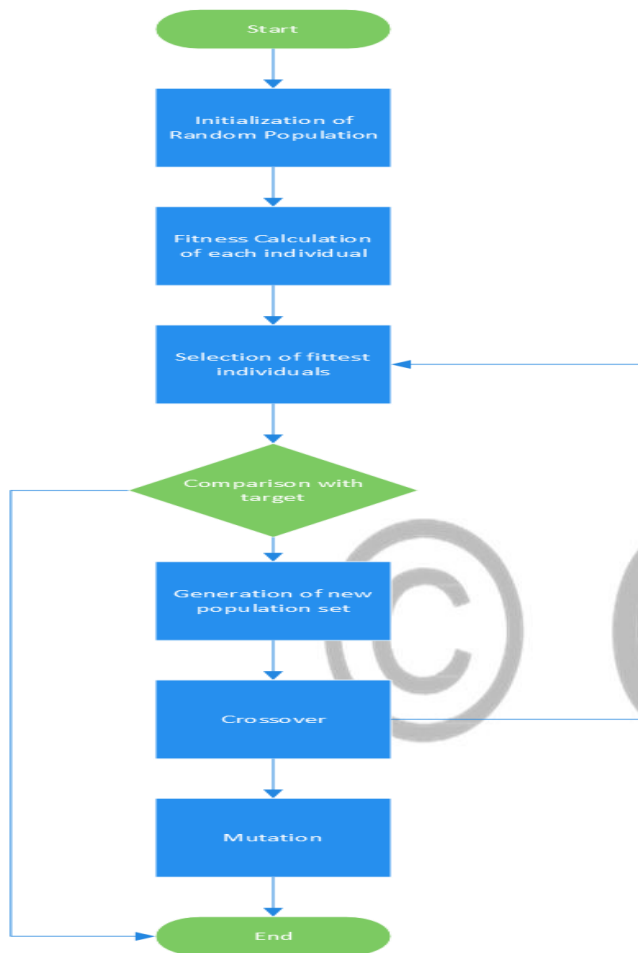 Start
Initialization of
Random Population
Fitness Calculation
of each individual
Selection of fittest
individuals
Comparison with
target
Generation of new
population set
Crossover
Mutation
End